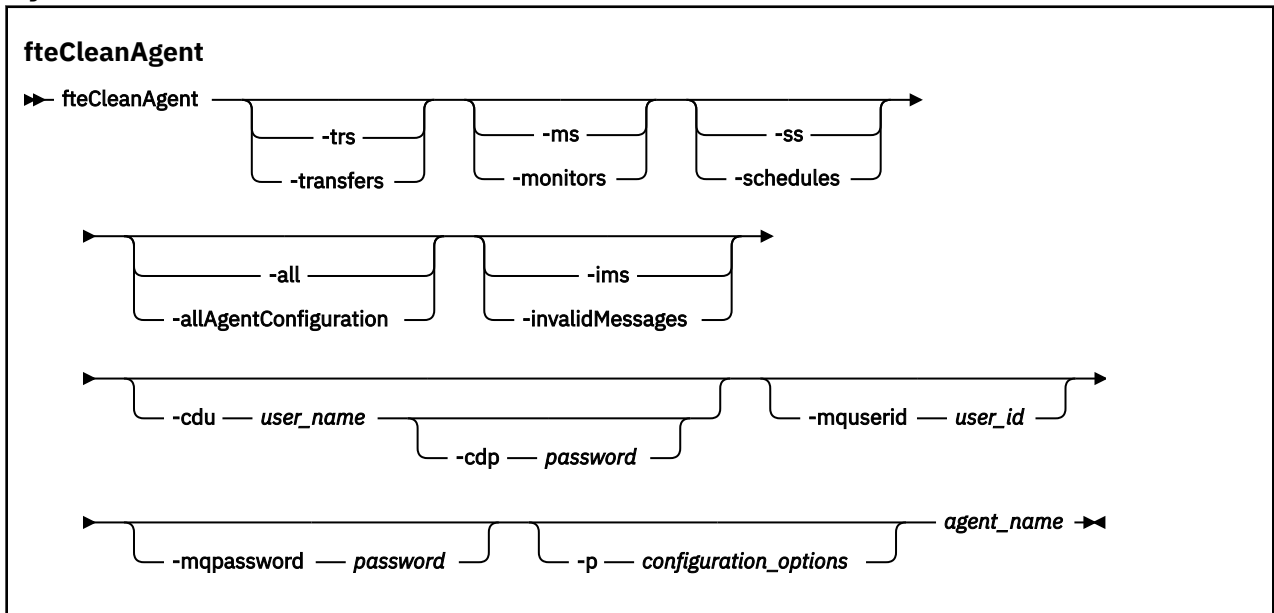 fteCleanAgent
fteCleanAgent
-trs
-ms
-ss
-transfers
-monitors
-schedules
-all
-ims
-allAgentConfiguration
-invalidMessages
-cdu user_name
-mquserid user_id
-cdp password
agent_name
-mqpassword password
-p configuration_options